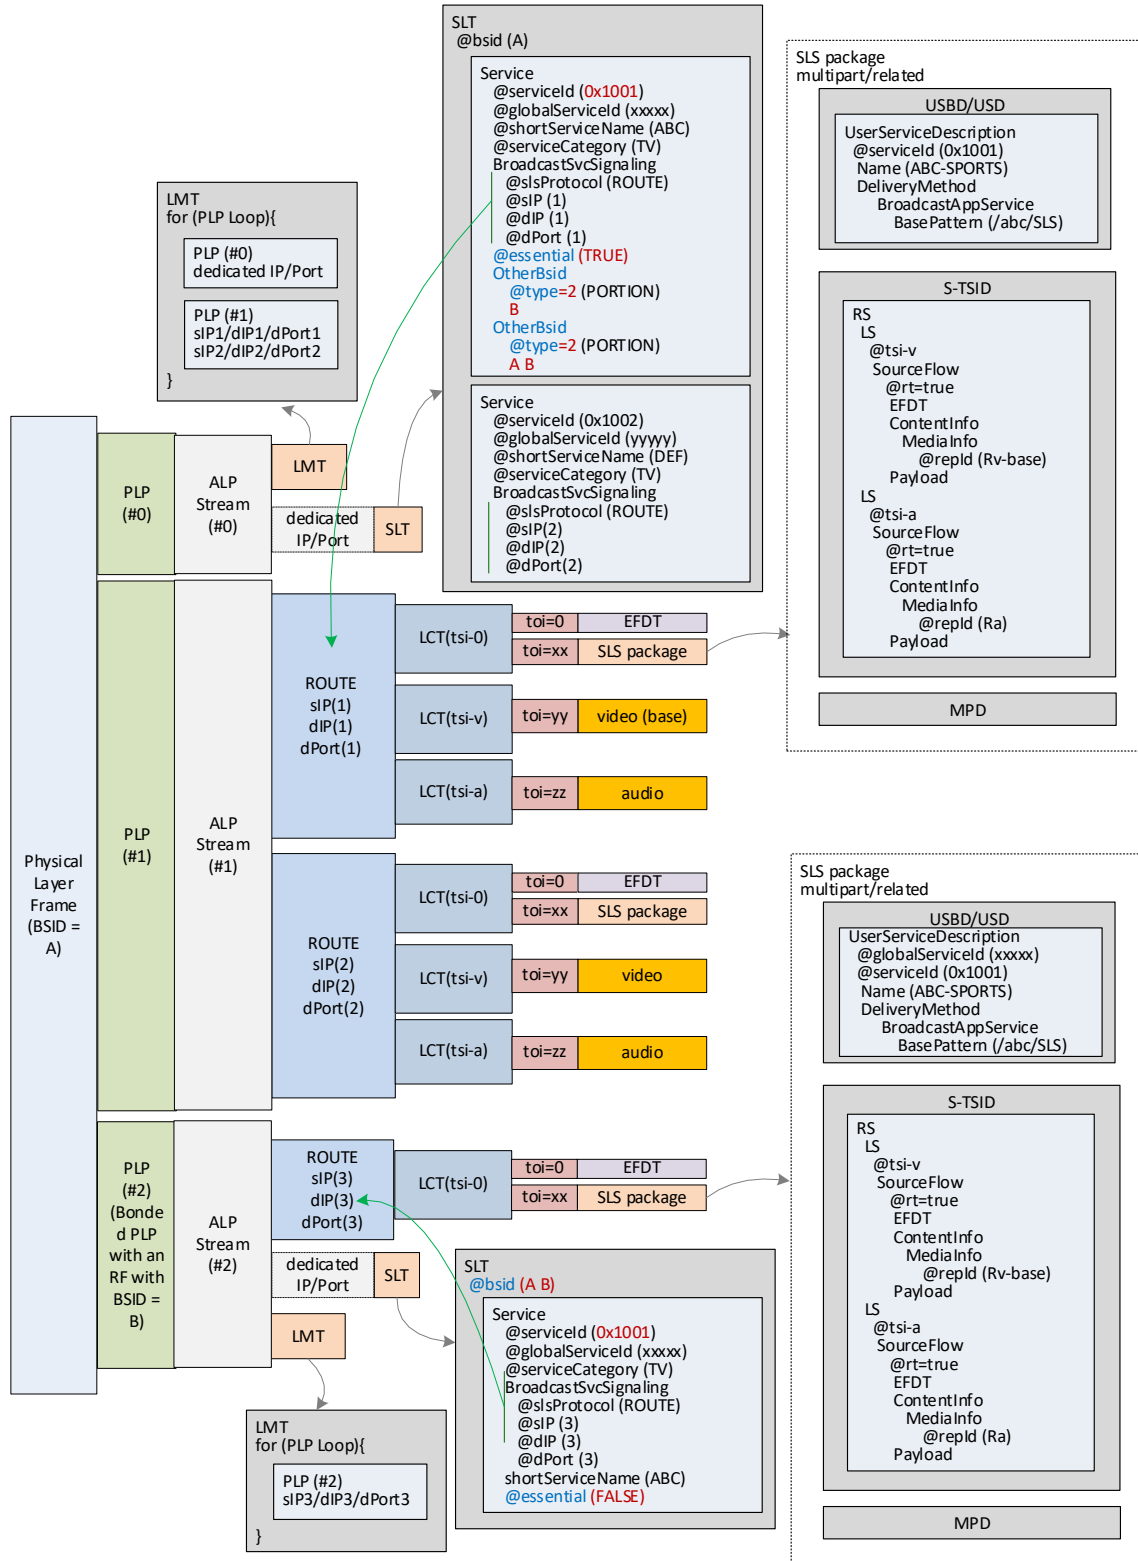 SLT
@bsid (A)
Service
@serviceId (0x1001)
@globalServiceId (xxxxx)
@shortServiceName (ABC)
@serviceCategory (TV)
BroadcastSvcSignaling
@slsProtocol (ROUTE)
@sIP (1)
@dIP (1)
@dPort (1)
@essential (TRUE)
OtherBsid
@type=2 (PORTION)
B
OtherBsid
@type=2 (PORTION)
A B
Service
@serviceId (0x1002)
@globalServiceId (yyyyy)
@shortServiceName (DEF)
@serviceCategory (TV)
BroadcastSvcSignaling
@slsProtocol (ROUTE)
@sIP(2)
@dIP(2)
@dPort(2)
SLS package
multipart/related
USBD/USD
UserServiceDescription
@serviceId (0x1001)
Name (ABC-SPORTS)
DeliveryMethod
BroadcastAppService
BasePattern (/abc/SLS)
S-TSID
RS
LS
@tsi-v
SourceFlow
@rt=true
EFDT
ContentInfo
MediaInfo
@repId (Rv-base)
Payload
LS
@tsi-a
SourceFlow
@rt=true
EFDT
ContentInfo
MediaInfo
@repId (Ra)
Payload
MPD
LMT
for (PLP Loop){
PLP (#0)
dedicated IP/Port
PLP (#1)
sIP1/dIP1/dPort1
sIP2/dIP2/dPort2
}
Physical
Layer
Frame
(BSID =
A)
PLP
(#0)
ALP
Stream
(#0)
LMT
dedicated
IP/Port
SLT
PLP
(#1)
ALP
Stream
(#1)
ROUTE
sIP(1)
dIP(1)
dPort(1)
LCT(tsi-0)
toi=0
EFDT
toi=xx
SLS package
LCT(tsi-v)
toi=yy
video (base)
LCT(tsi-a)
toi=zz
audio
ROUTE
sIP(2)
dIP(2)
dPort(2)
LCT(tsi-0)
toi=0
EFDT
toi=xx
SLS package
LCT(tsi-v)
toi=yy
video
LCT(tsi-a)
toi=zz
audio
PLP
(#2)
(Bonde
d PLP
with an
RF with
BSID =
B)
ALP
Stream
(#2)
ROUTE
sIP(3)
dIP(3)
dPort(3)
LCT(tsi-0)
toi=0
EFDT
toi=xx
SLS package
dedicated
IP/Port
SLT
LMT
LMT
for (PLP Loop){
PLP (#2)
sIP3/dIP3/dPort3
}
SLT
@bsid (A B)
Service
@serviceId (0x1001)
@globalServiceId (xxxxx)
@serviceCategory (TV)
BroadcastSvcSignaling
@slsProtocol (ROUTE)
@sIP (3)
@dIP (3)
@dPort (3)
shortServiceName (ABC)
@essential (FALSE)
SLS package
multipart/related
USBD/USD
UserServiceDescription
@globalServiceId (xxxxx)
@serviceId (0x1001)
Name (ABC-SPORTS)
DeliveryMethod
BroadcastAppService
BasePattern (/abc/SLS)
S-TSID
RS
LS
@tsi-v
SourceFlow
@rt=true
EFDT
ContentInfo
MediaInfo
@repId (Rv-base)
Payload
LS
@tsi-a
SourceFlow
@rt=true
EFDT
ContentInfo
MediaInfo
@repId (Ra)
Payload
MPD